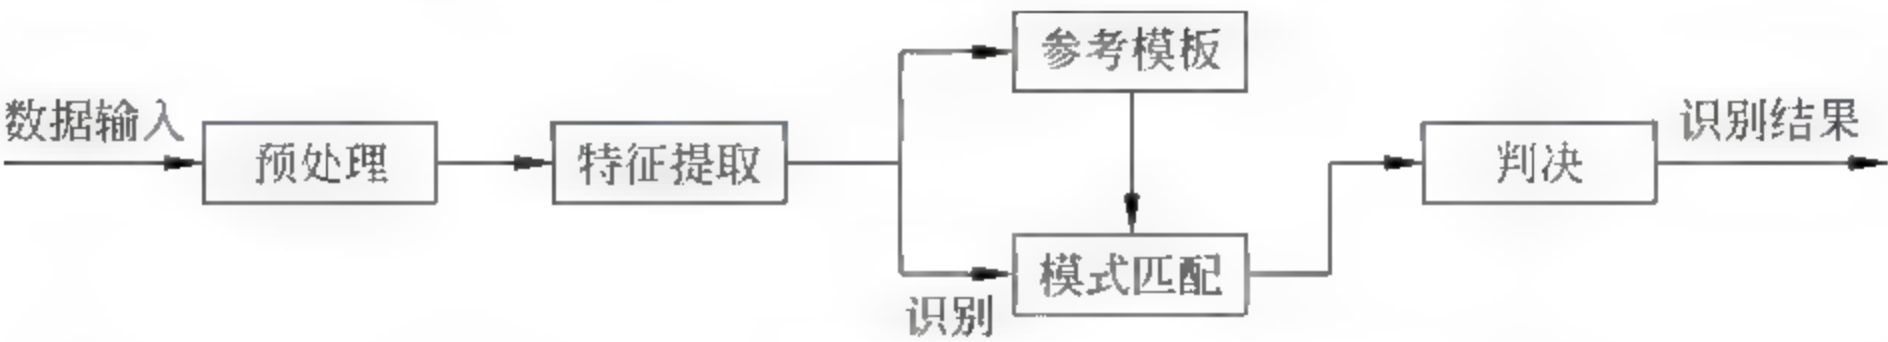 数据输入
预处理
特征提取
参考模板
识别
模式匹配
判决
识别结果